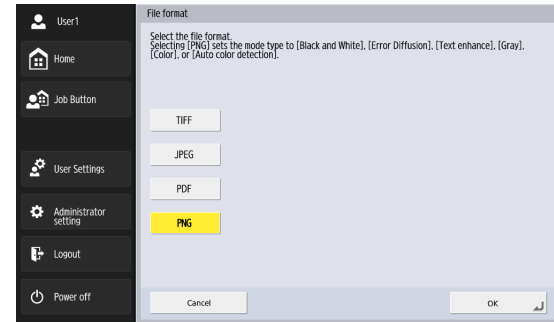 User1
Home
Job Button
User Settings
Administrator
setting
Logout
Power off
File format
Select the file format.
Selecting [PNG] sets the mode type to [Black and White], [Error Diffusion], [Text enhance], [Gray],
[Color], or [Auto color detection].
TIFF
JPEG
PDF
PNG
Cancel
OK